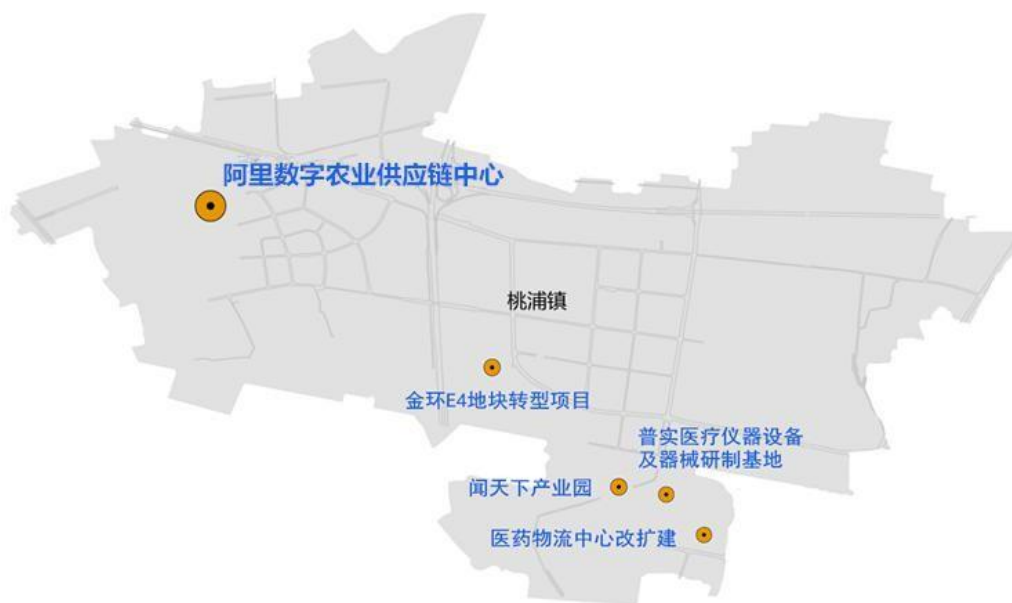 阿里数字农业供应链中心
桃浦镇
金环E4地块转型项目
普实医疗仪器设备
及器械研制基地
闻天下产业园
医药物流中心改扩建